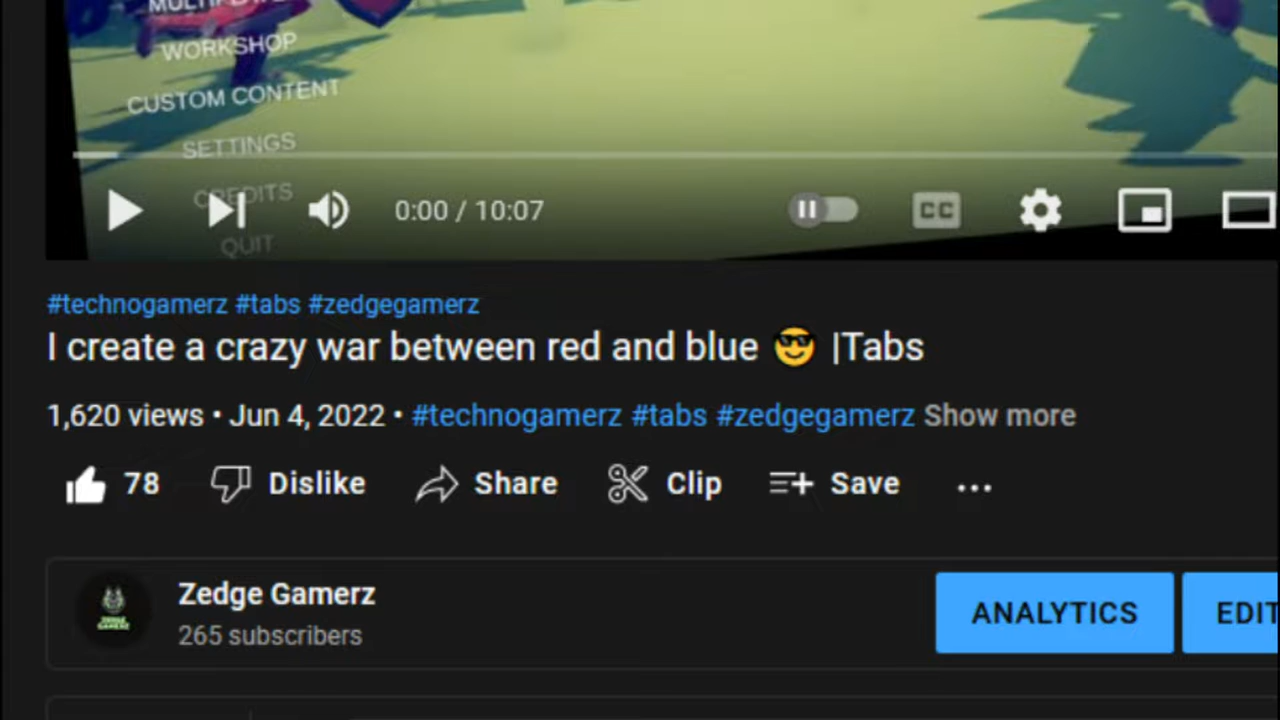 WORKSHOP
CUSTOM CONTENT
SETTINGS
CREDITS
QUIT
0:00 / 10:07
CC
#technogamerz #tabs #zedgegamerz
I create a crazy war between red and blue 😎 |Tabs
1,620 views • Jun 4, 2022 • #technogamerz #tabs #zedgegamerz Show more
78 Dislike Share Clip Save ...
Zedge Gamerz
265 subscribers
ANALYTICS
EDIT